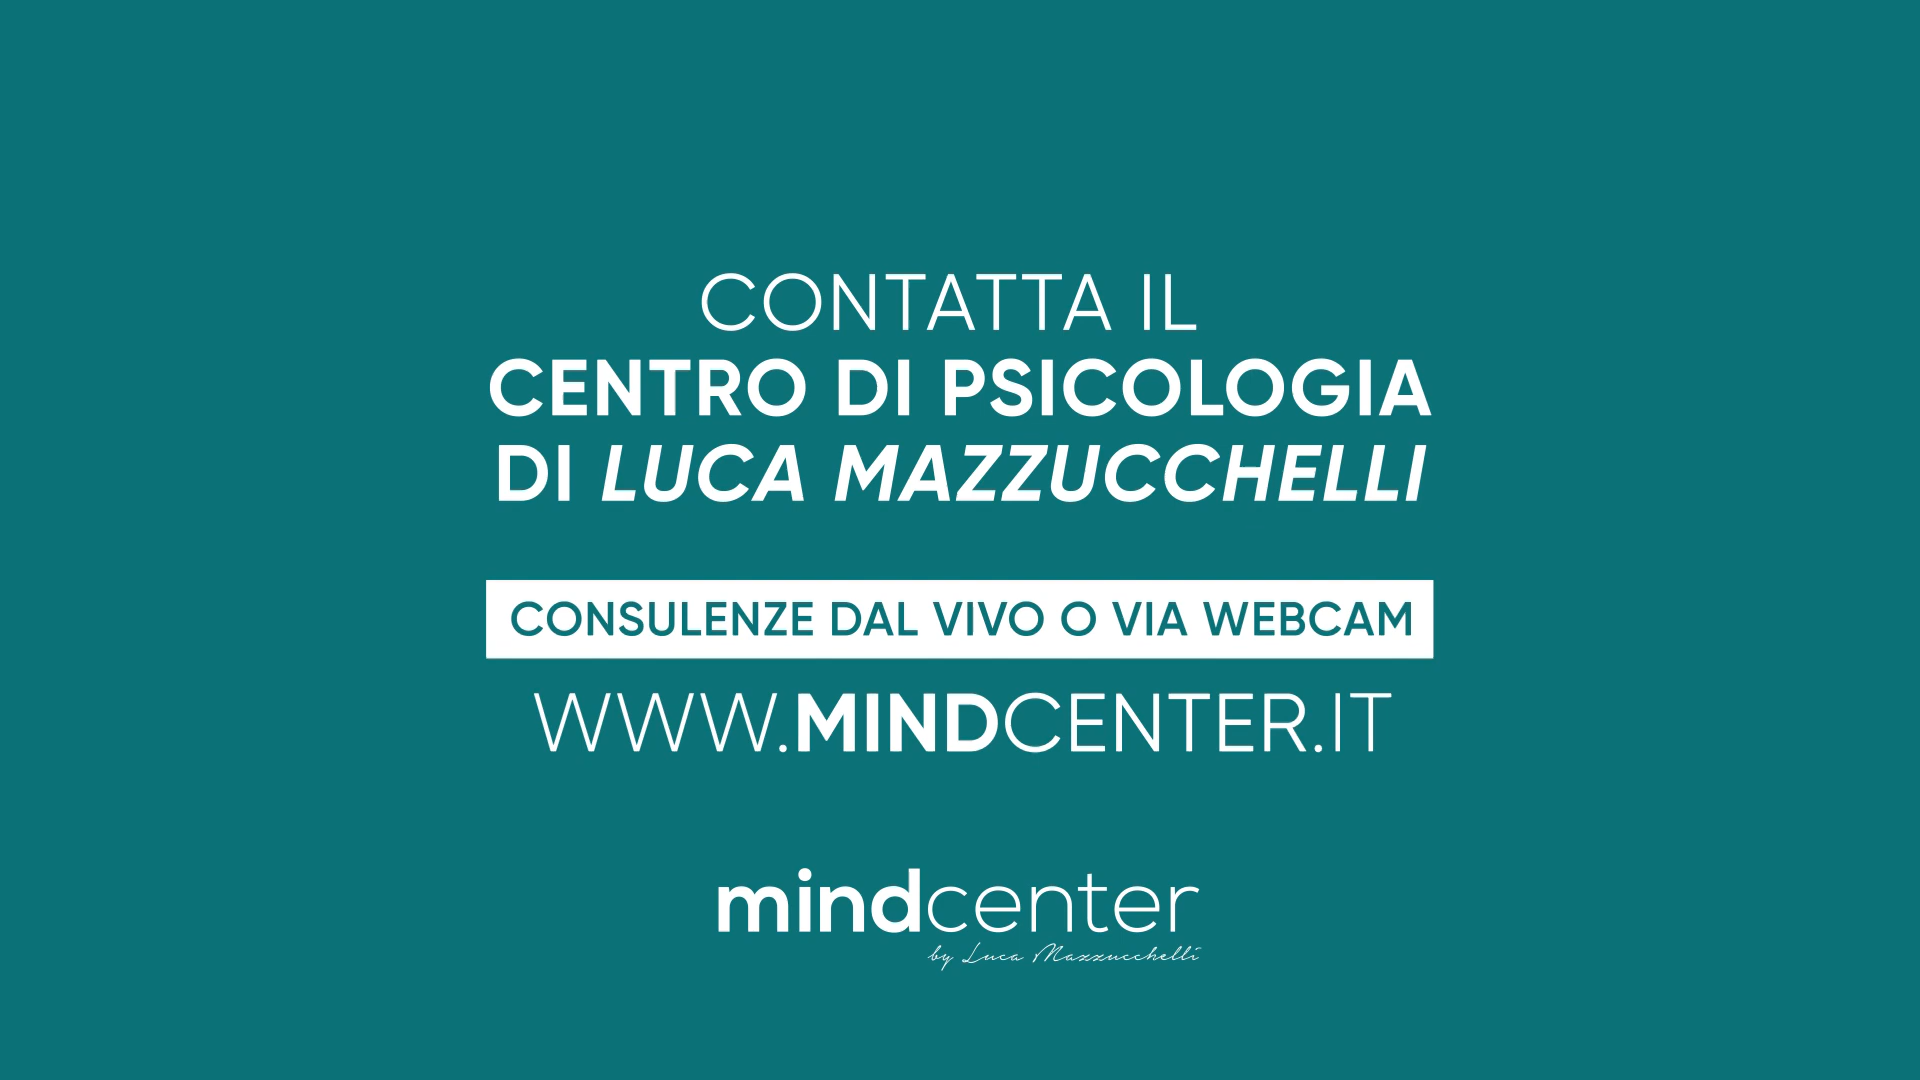 CONTATTA IL
CENTRO DI PSICOLOGIA
DI LUCA MAZZUCCHELLI
CONSULENZE DAL VIVO O VIA WEBCAM
WWW.MINDCENTER.IT
mindcenter
by Luca Mazzucchelli